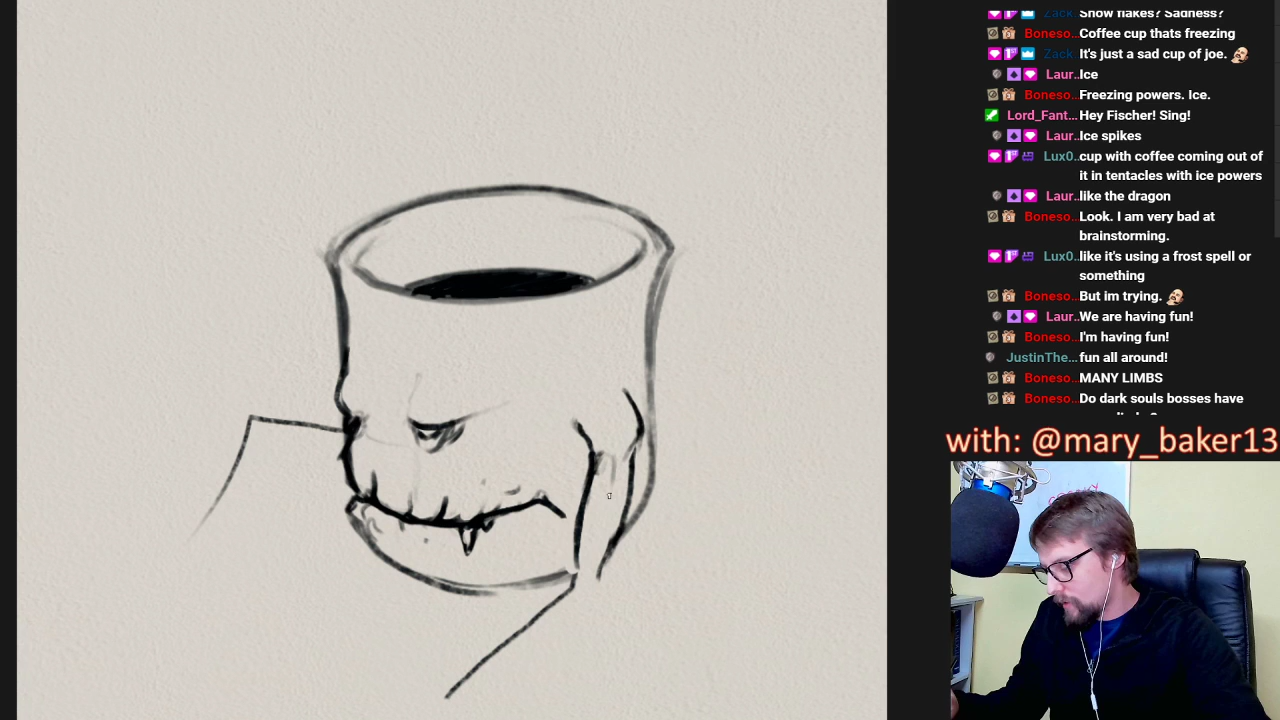 Zack: Snow flakes? Sadness?
Boneso... Coffee cup thats freezing
Zack: It's just a sad cup of joe.
Laur... Ice
Boneso... Freezing powers. Ice.
Lord_Fant... Hey Fischer! Sing!
Laur... Ice spikes
Lux0... cup with coffee coming out of
it in tentacles with ice powers
Laur... like the dragon
Boneso... Look. I am very bad at
brainstorming.
Lux0... like it's using a frost spell or
something
Boneso... But im trying.
Laur... We are having fun!
Boneso... I'm having fun!
JustinThe... fun all around!
Boneso... MANY LIMBS
Boneso... Do dark souls bosses have
with: @mary_baker13